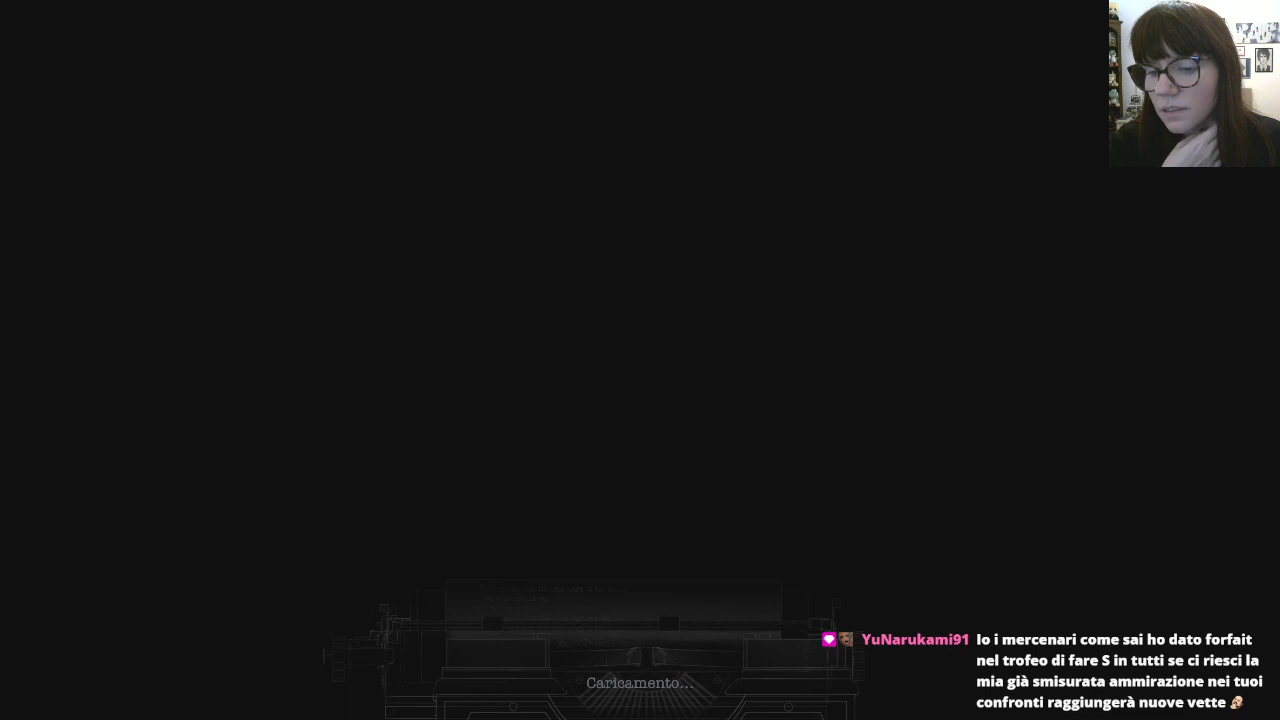 YuNarukami91 Io i mercenari come sai ho dato forfait
nel trofeo di fare S in tutti se ci riesci la
mia già smisurata ammirazione nei tuoi
confronti raggiungerà nuove vette
Caricamento...